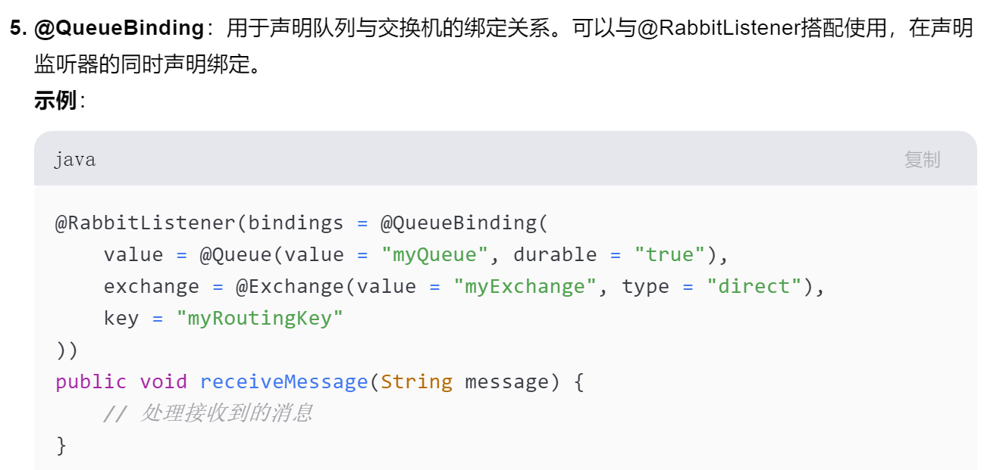 5. @QueueBinding：用于声明队列与交换机的绑定关系。可以与@RabbitListener搭配使用，在声明
监听器的同时声明绑定。
示例：
java 复制
@RabbitListener(bindings = @QueueBinding(
    value = @Queue(value = "myQueue", durable = "true"),
    exchange = @Exchange(value = "myExchange", type = "direct"),
    key = "myRoutingKey"
))
public void receiveMessage(String message) {
    // 处理接收到的消息
}